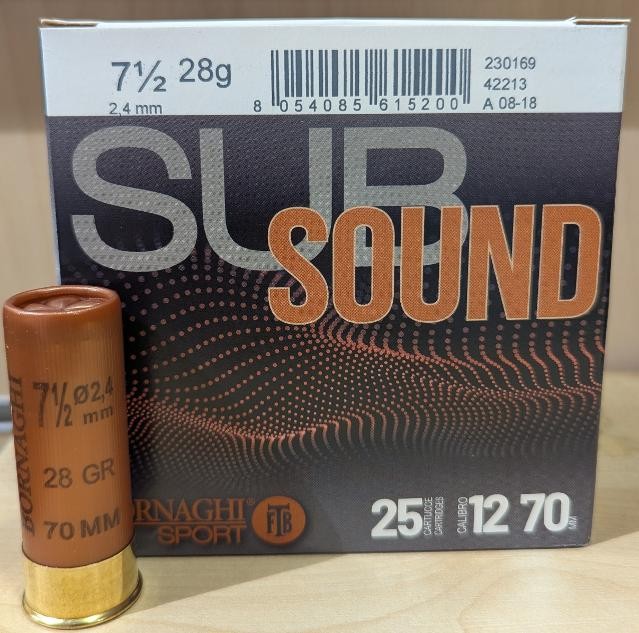 7½ 28g
2,4 mm
8 054085 615200
230169
42213
A 08-18
SUB
SOUND
BORNAGHI
7½ Ø2,4
mm
28 GR
70 MM
RNAGHI®
SPORT
FTB
25 CARTUCCE
CARTRIDGES
CALIBRO 12 70 MM